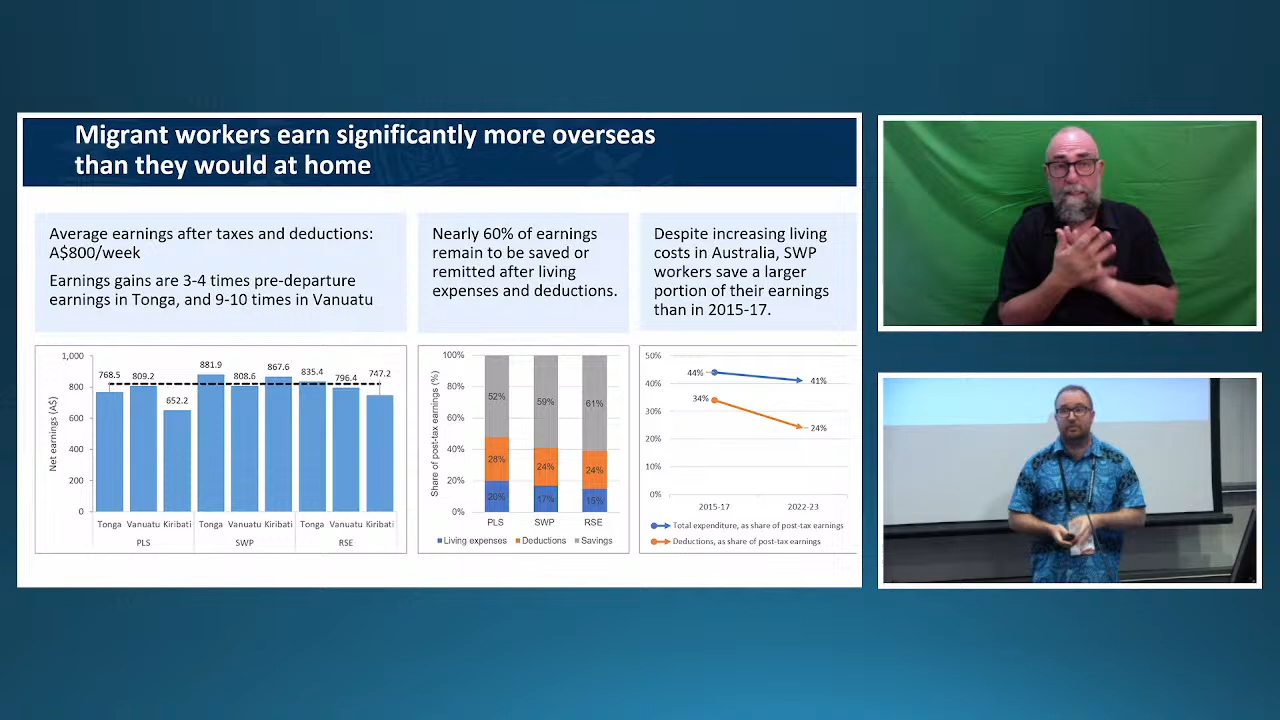 Migrant workers earn significantly more overseas
than they would at home
Average earnings after taxes and deductions:
A$800/week
Earnings gains are 3-4 times pre-departure
earnings in Tonga, and 9-10 times in Vanuatu
Nearly 60% of earnings
remain to be saved or
remitted after living
expenses and deductions.
Despite increasing living
costs in Australia, SWP
workers save a larger
portion of their earnings
than in 2015-17.
Net earnings (A$)
1,000
800
600
400
200
0
768.5 809.2 652.2 881.9 808.6 867.6 835.4 796.4 747.2
Tonga Vanuatu Kiribati Tonga Vanuatu Kiribati Tonga Vanuatu Kiribati
PLS SWP RSE
Share of post-tax earnings (%)
100%
80%
60%
40%
20%
0%
52% 59% 61%
28% 24% 24%
20% 17% 15%
PLS SWP RSE
Living expenses Deductions Savings
50%
40%
30%
20%
10%
0%
44% 41%
34% 24%
2015-17 2022-23
Total expenditure, as share of post-tax earnings
Deductions, as share of post-tax earnings